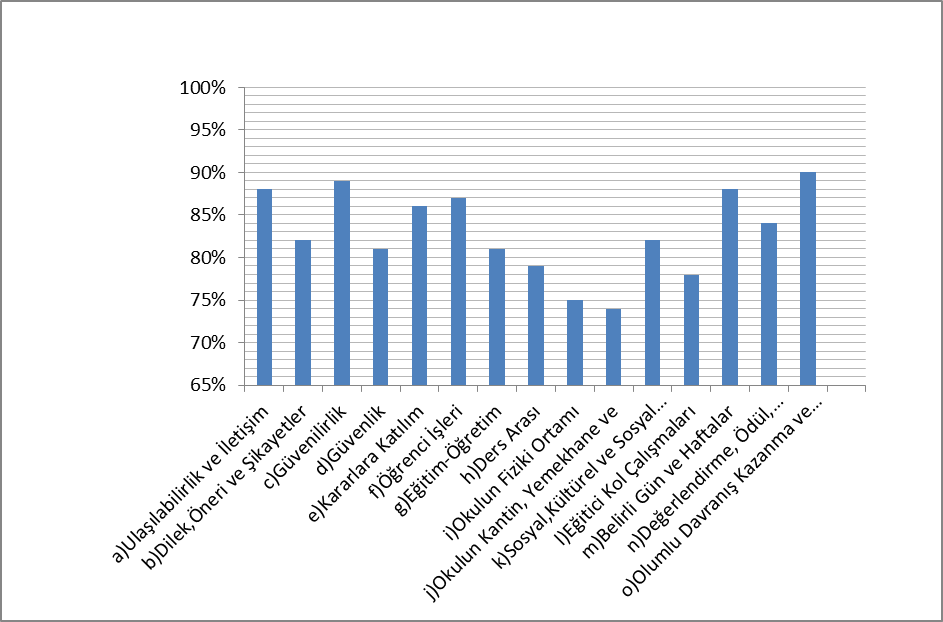 100%
95%
90%
85%
80%
75%
70%
65%
a)Ulaşılabilirlik ve İletişim
b)Dilek,Öneri ve Şikayetler
c)Güvenilirlik
d)Güvenlik
e)Kararlara Katılım
f)Öğrenci İşleri
g)Eğitim-Öğretim
h)Ders Arası
i)Okulun Fiziki Ortamı
j)Okulun Kantin, Yemekhane ve
k)Sosyal,Kültürel ve Sosyal...
l)Eğitici Kol Çalışmaları
m)Belirli Gün ve Haftalar
n)Değerlendirme, Ödül,...
o)Olumlu Davranış Kazanma ve...